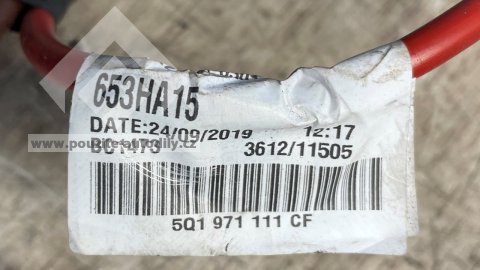 653HA15
DATE:24/09/2019 12:17
www.pouzite-autodily.cz
3612/11505
5Q1 971 111 CF